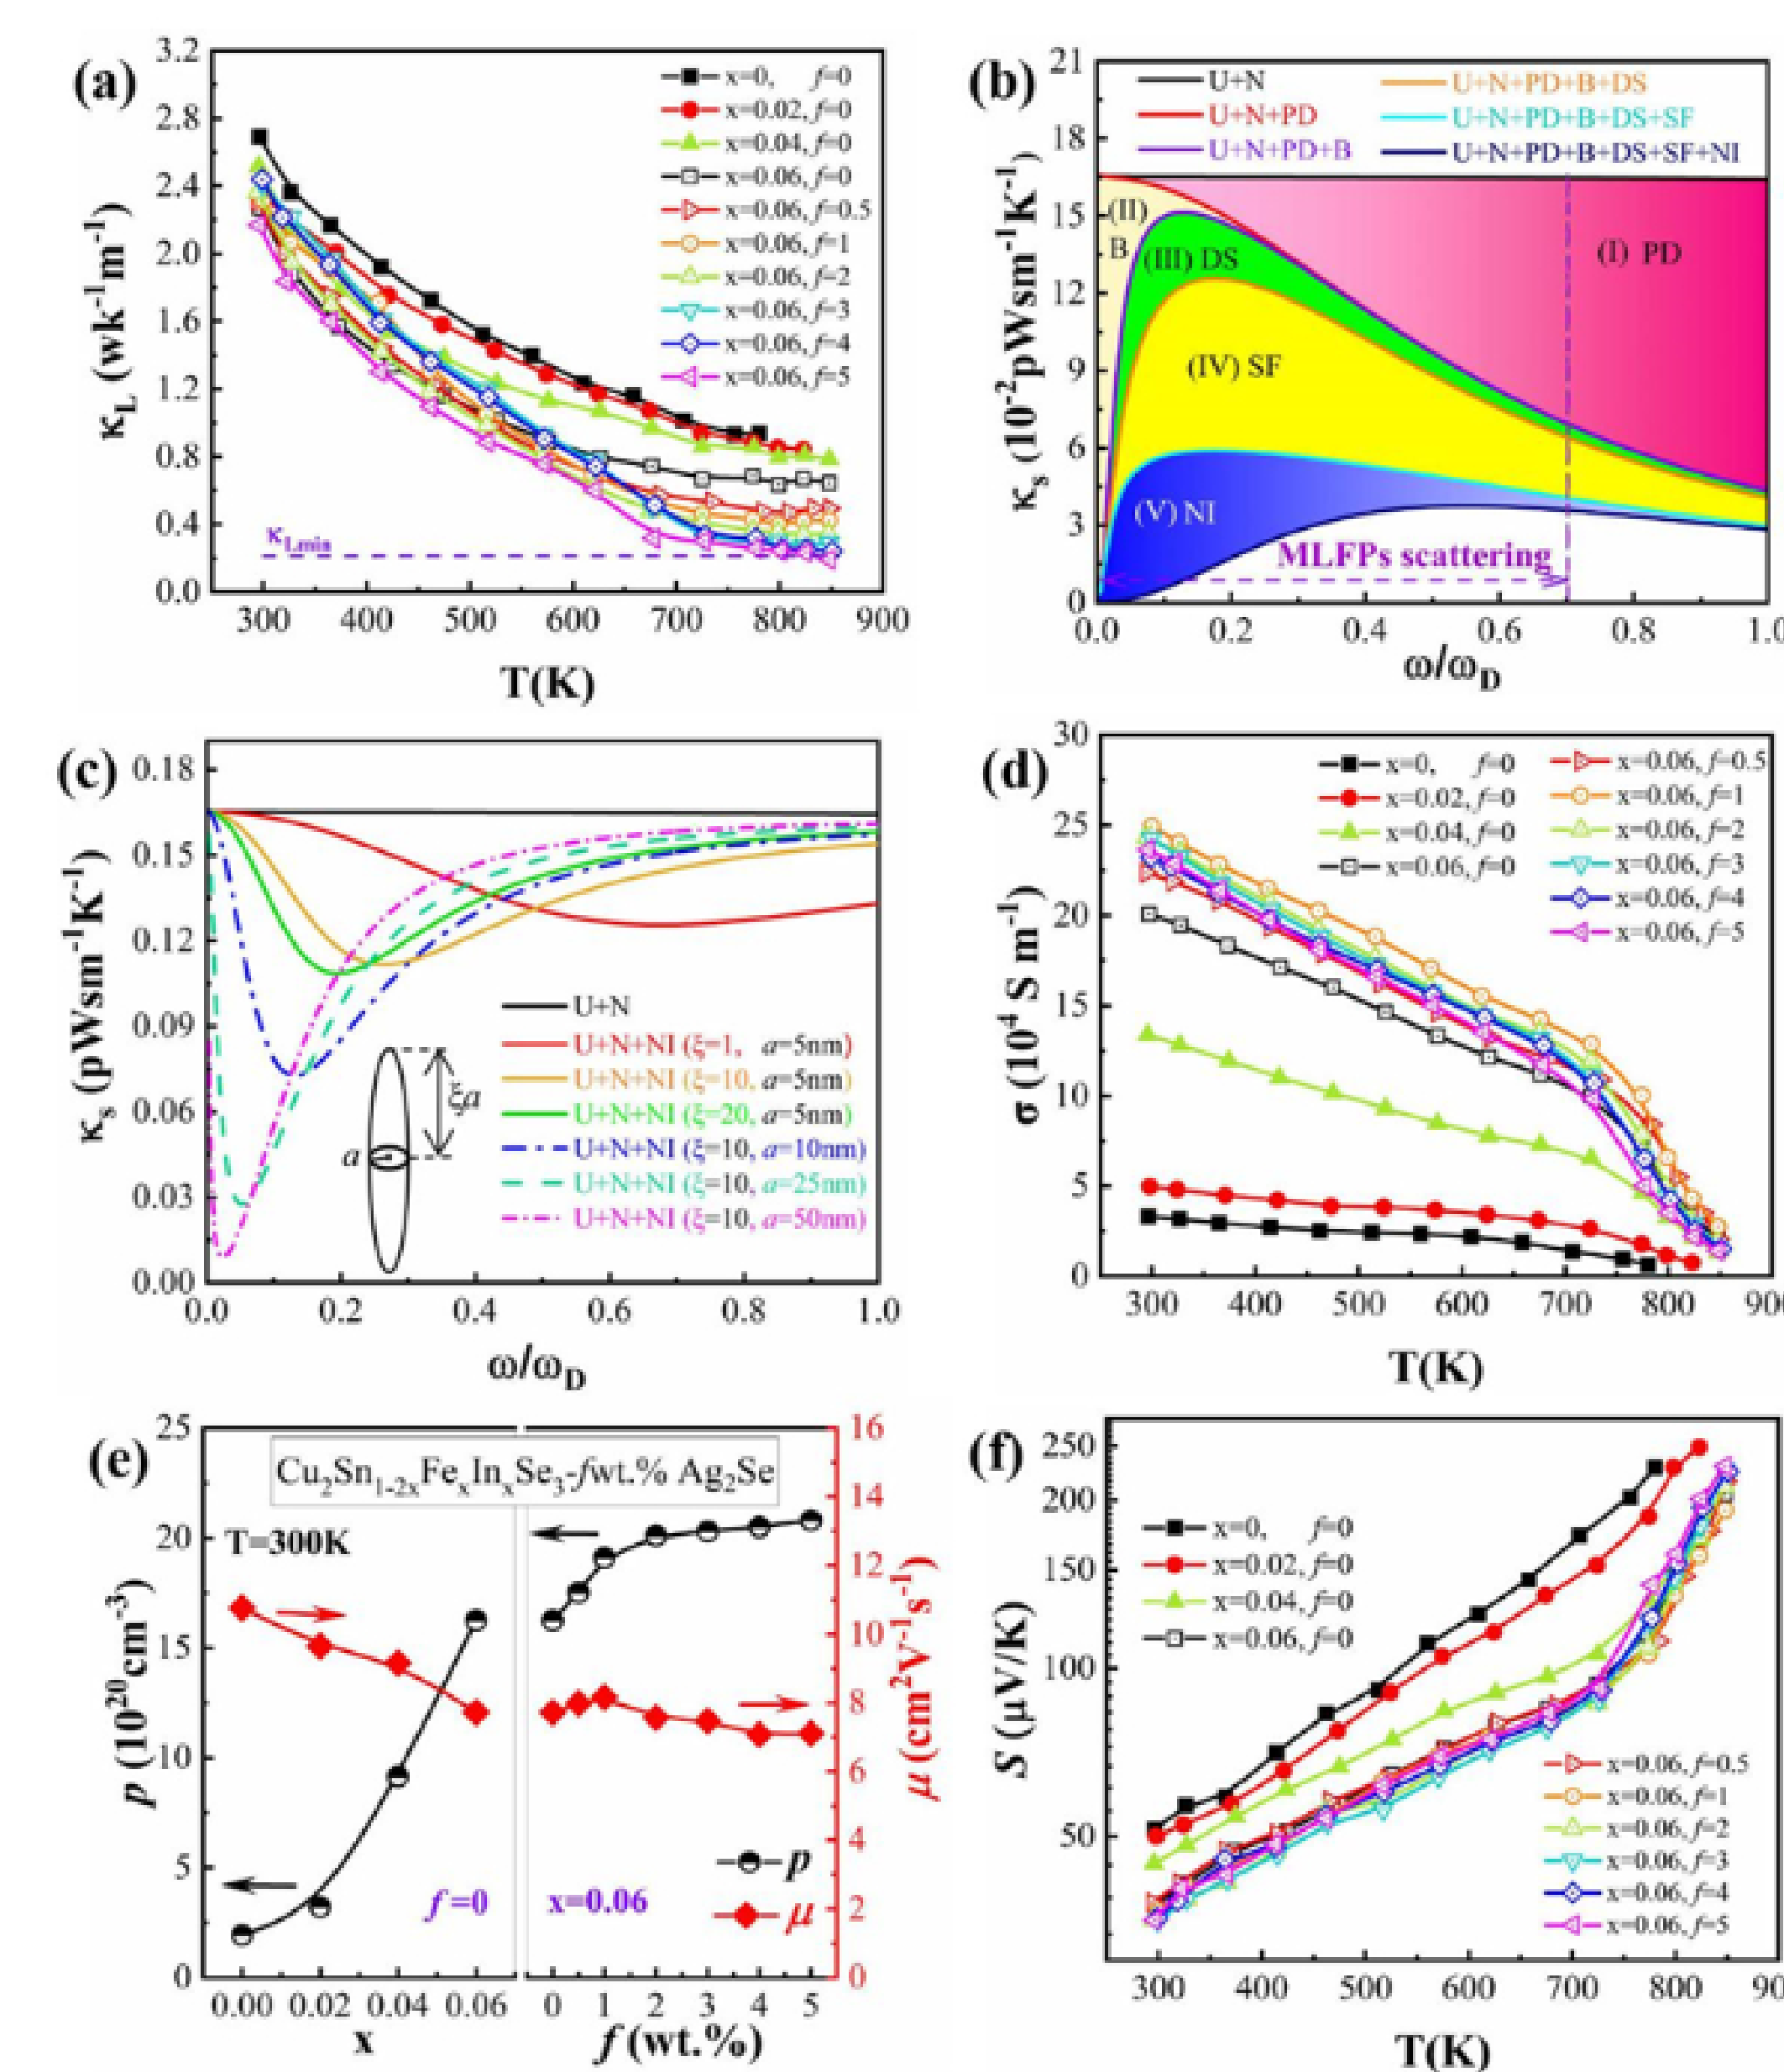 (a)
3.2
2.8
2.4
2.0
1.6
1.2
0.8
0.4
0.0
κL (wk-1m-1)
x=0, f=0
x=0.02, f=0
x=0.04, f=0
x=0.06, f=0
x=0.06, f=0.5
x=0.06, f=1
x=0.06, f=2
x=0.06, f=3
x=0.06, f=4
x=0.06, f=5
κLmin
300 400 500 600 700 800 900
T(K)
(b)
21
18
15
12
9
6
3
0
κs (10-2pWsm-1K-1)
U+N
U+N+PD
U+N+PD+B
U+N+PD+B+DS
U+N+PD+B+DS+SF
U+N+PD+B+DS+SF+NI
(II)
B
(III) DS
(I) PD
(IV) SF
(V) NI
MLFPs scattering
0.0 0.2 0.4 0.6 0.8 1.0
ω/ωD
(c)
0.18
0.15
0.12
0.09
0.06
0.03
0.00
κs (pWsm-1K-1)
U+N
U+N+NI (ξ=1, a=5nm)
U+N+NI (ξ=10, a=5nm)
U+N+NI (ξ=20, a=5nm)
U+N+NI (ξ=10, a=10nm)
U+N+NI (ξ=10, a=25nm)
U+N+NI (ξ=10, a=50nm)
ξa
a
0.0 0.2 0.4 0.6 0.8 1.0
ω/ωD
(d)
30
25
20
15
10
5
0
σ (104 S m-1)
x=0, f=0
x=0.02, f=0
x=0.04, f=0
x=0.06, f=0
x=0.06, f=0.5
x=0.06, f=1
x=0.06, f=2
x=0.06, f=3
x=0.06, f=4
x=0.06, f=5
300 400 500 600 700 800 900
T(K)
(e)
25
20
15
10
5
0
p (1020cm-3)
Cu2Sn1-2xFexInxSe3-fwt.% Ag2Se
T=300K
f=0
x=0.06
p
μ
16
14
12
10
8
6
4
2
0
μ (cm2V-1s-1)
0.00 0.02 0.04 0.06 0 1 2 3 4 5
x
f (wt.%)
(f)
250
200
150
100
50
S (μV/K)
x=0, f=0
x=0.02, f=0
x=0.04, f=0
x=0.06, f=0
x=0.06, f=0.5
x=0.06, f=1
x=0.06, f=2
x=0.06, f=3
x=0.06, f=4
x=0.06, f=5
300 400 500 600 700 800 90
T(K)